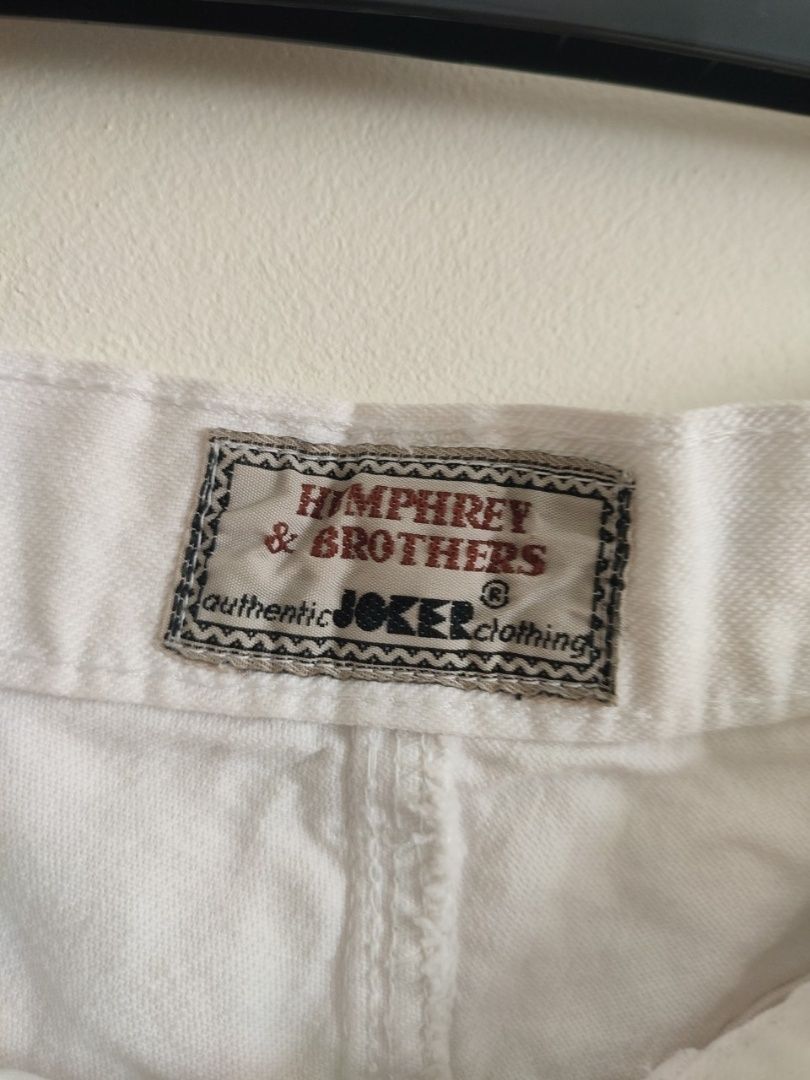 HUMPHREY
& BROTHERS
authentic JOKER® clothing